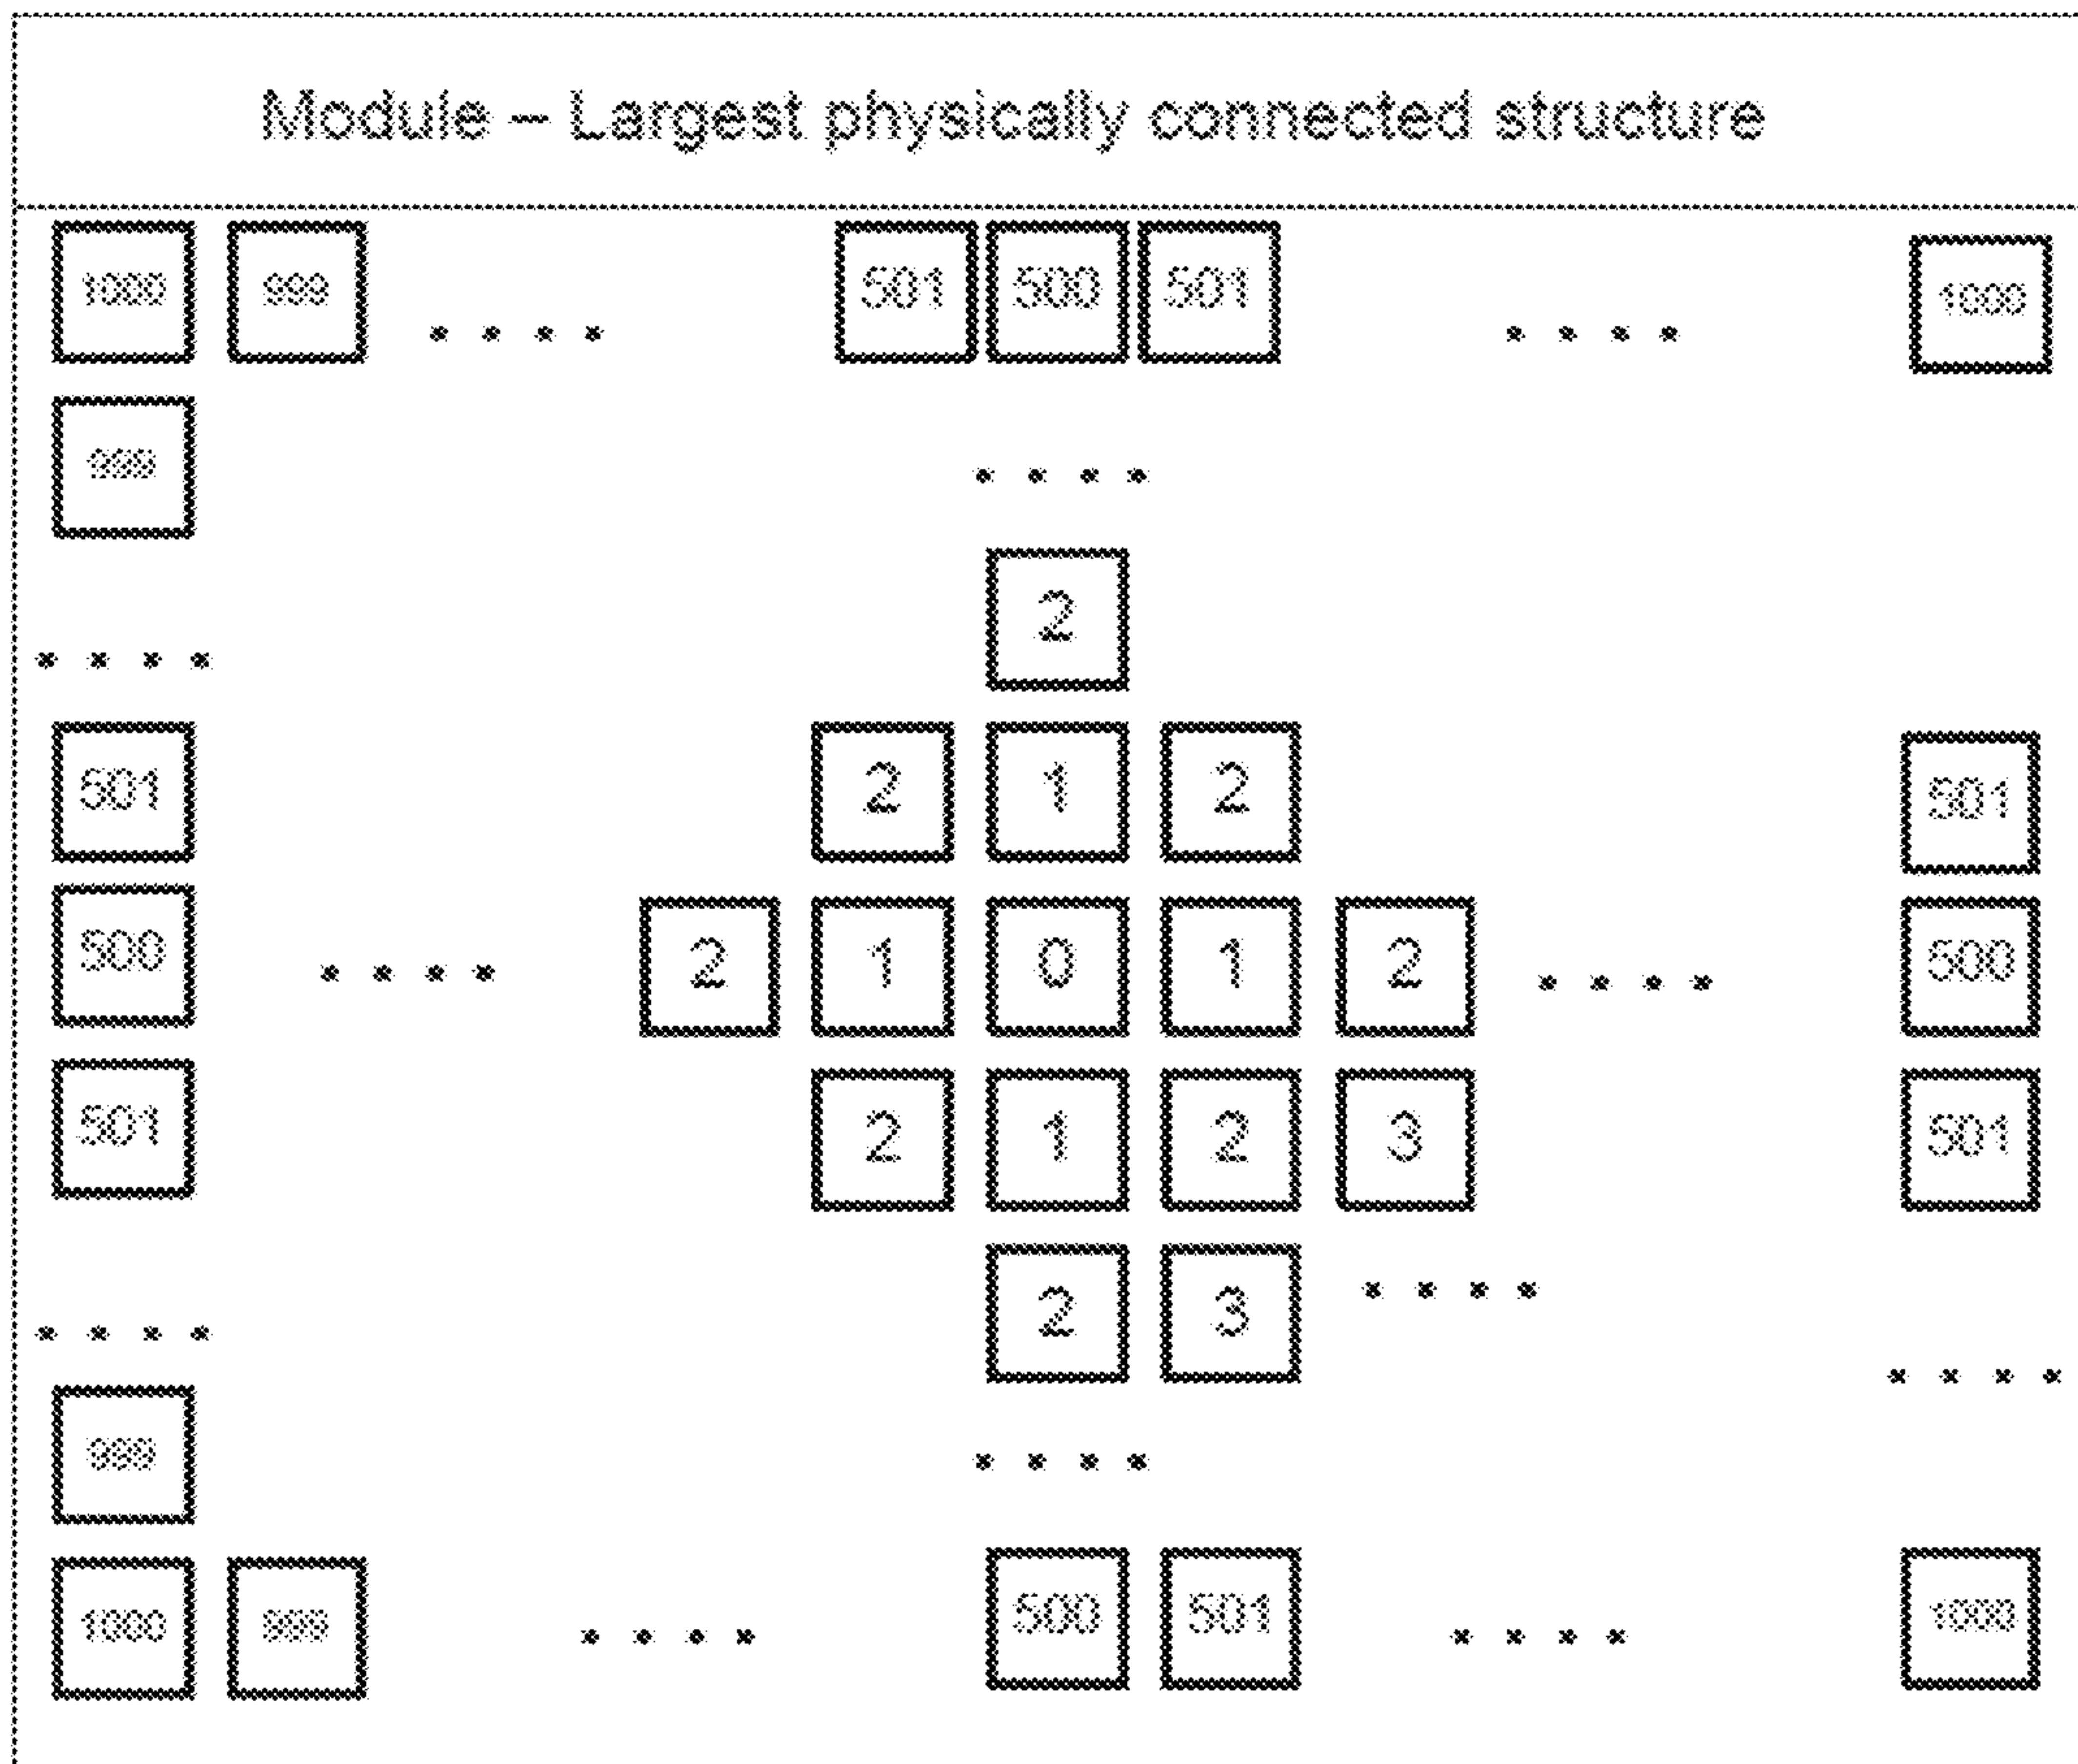 Module – Largest physically connected structure
1000 999 .... 501 500 501 .... 1000
999
....
2
....
501 2 1 2 501
500 .... 2 1 0 1 2 .... 500
501 2 1 2 3 501
2 3 ....
....
....
999
....
1000 999 .... 500 501 .... 1000